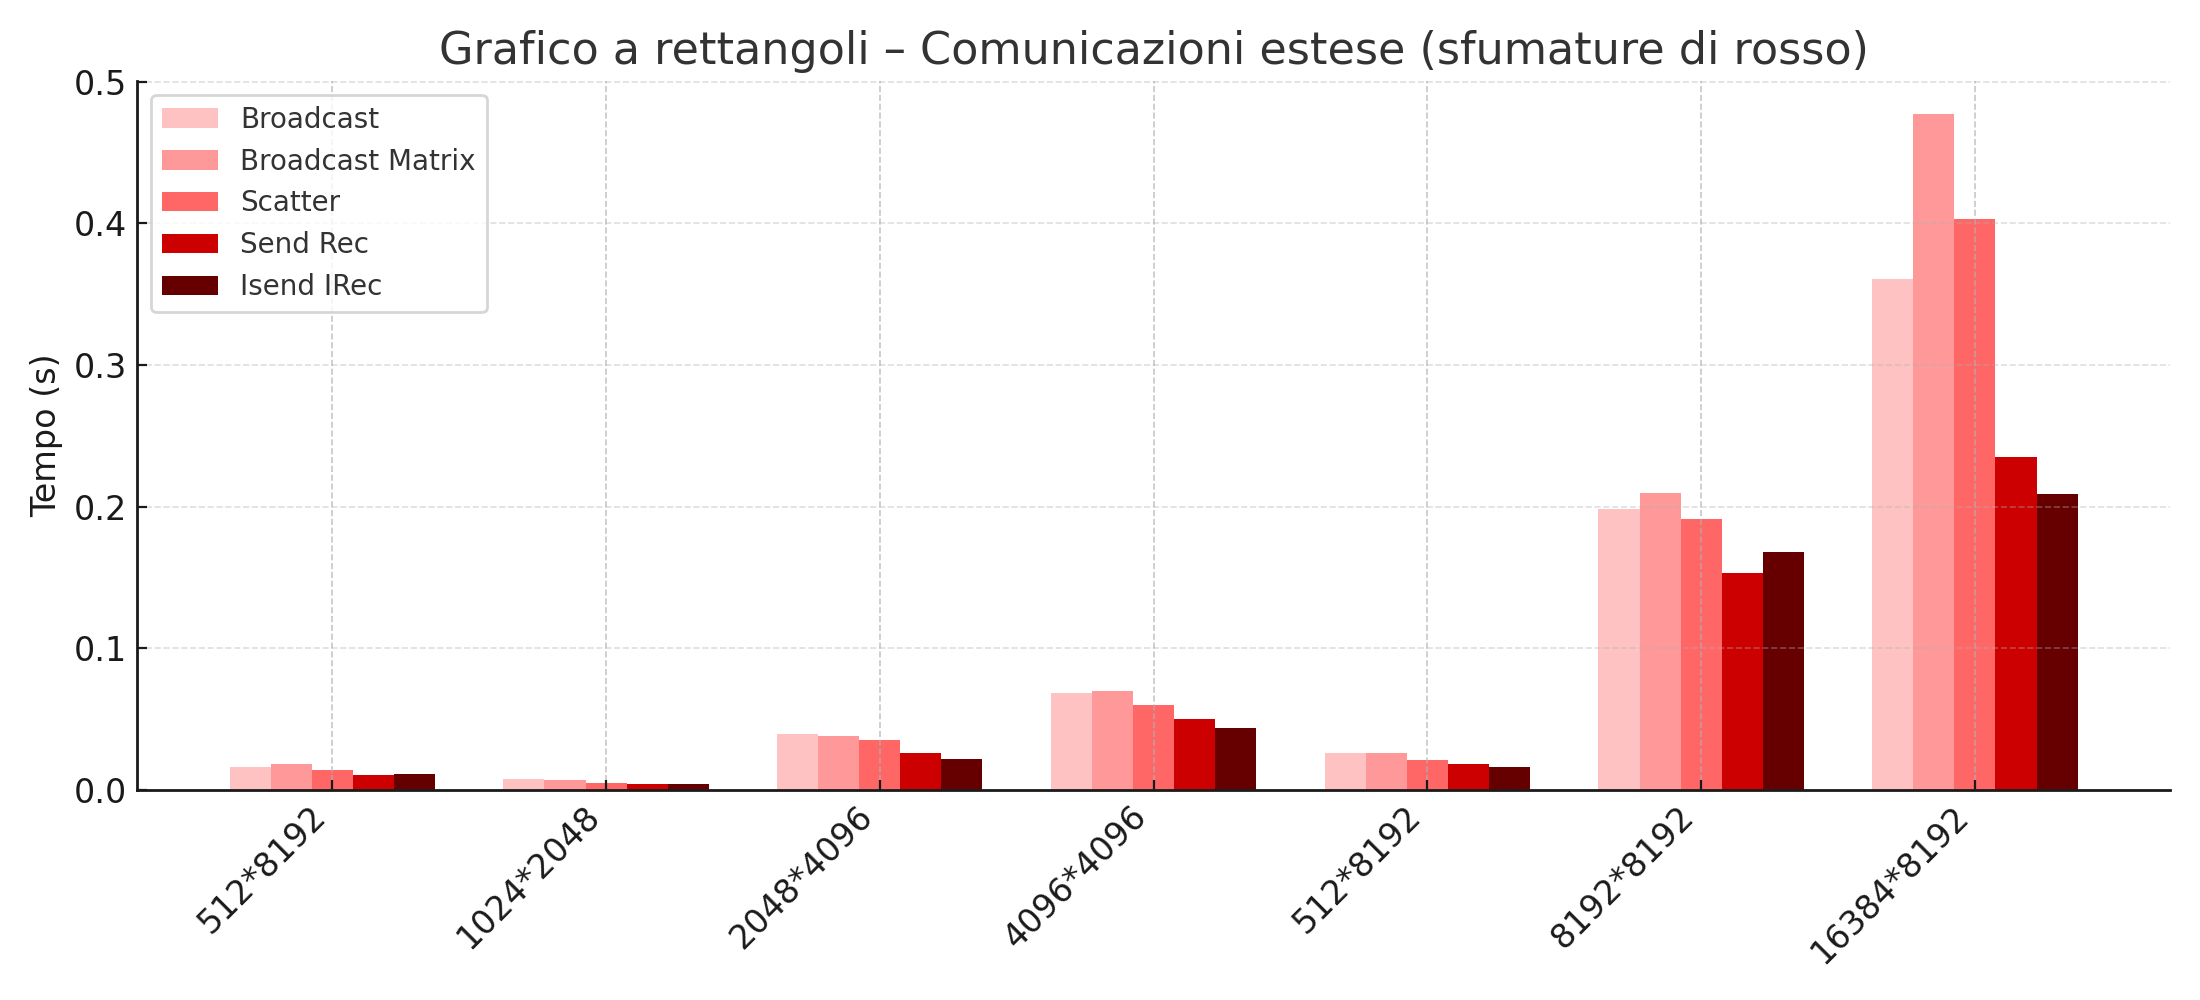 Grafico a rettangoli – Comunicazioni estese (sfumature di rosso)
Tempo (s)
0.5
0.4
0.3
0.2
0.1
0.0
Broadcast
Broadcast Matrix
Scatter
Send Rec
Isend IRec
512*8192
1024*2048
2048*4096
4096*4096
512*8192
8192*8192
16384*8192